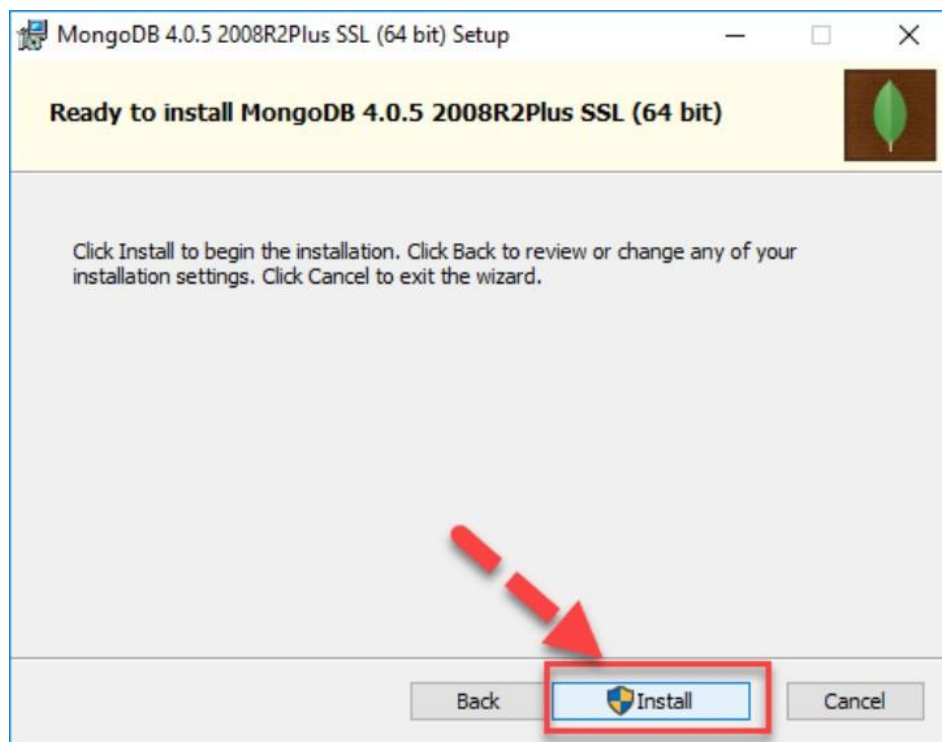 MongoDB 4.0.5 2008R2Plus SSL (64 bit) Setup
Ready to install MongoDB 4.0.5 2008R2Plus SSL (64 bit)
Click Install to begin the installation. Click Back to review or change any of your
installation settings. Click Cancel to exit the wizard.
Back Install Cancel